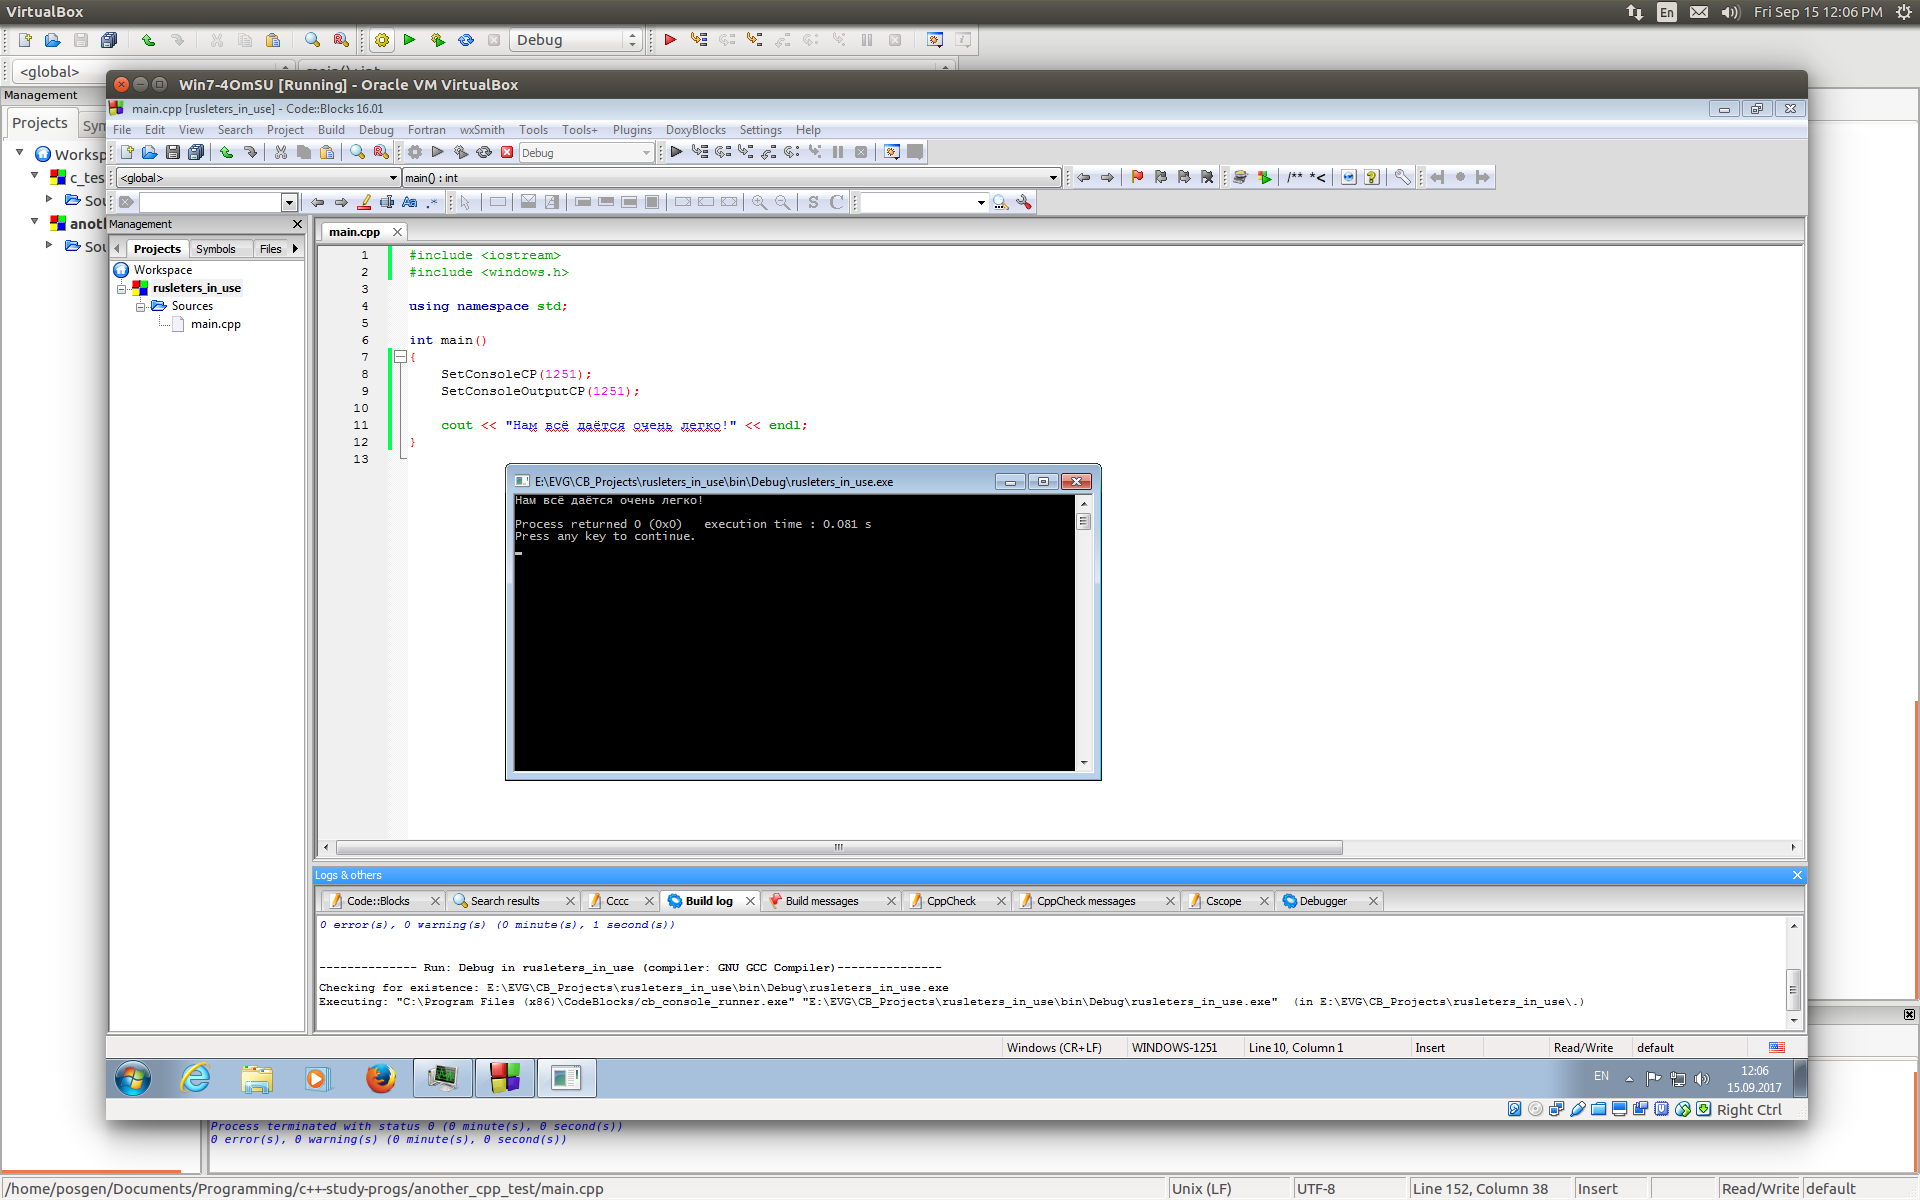 VirtualBox
En
Fri Sep 15 12:06 PM
Debug
<global>
Management
Projects
Worksp
c_tes
Sou
anot
Sou
Win7-4OmSU [Running] - Oracle VM VirtualBox
main.cpp [rusleters_in_use] - Code::Blocks 16.01
File Edit View Search Project Build Debug Fortran wxSmith Tools Tools+ Plugins DoxyBlocks Settings Help
Debug
<global>
main() : int
/** *<
Management
Projects Symbols Files
Workspace
rusleters_in_use
Sources
main.cpp
main.cpp
1 #include <iostream>
2 #include <windows.h>
3
4 using namespace std;
5
6 int main()
7 {
8 SetConsoleCP(1251);
9 SetConsoleOutputCP(1251);
10
11 cout << "Нам всё даётся очень легко!" << endl;
12 }
13
E:\EVG\CB_Projects\rusleters_in_use\bin\Debug\rusleters_in_use.exe
Нам всё даётся очень легко!
Process returned 0 (0x0) execution time : 0.081 s
Press any key to continue.
Logs & others
Code::Blocks Search results Cccc Build log Build messages CppCheck CppCheck messages Cscope Debugger
0 error(s), 0 warning(s) (0 minute(s), 1 second(s))
-------------- Run: Debug in rusleters_in_use (compiler: GNU GCC Compiler)---------------
Checking for existence: E:\EVG\CB_Projects\rusleters_in_use\bin\Debug\rusleters_in_use.exe
Executing: "C:\Program Files (x86)\CodeBlocks/cb_console_runner.exe" "E:\EVG\CB_Projects\rusleters_in_use\bin\Debug\rusleters_in_use.exe" (in E:\EVG\CB_Projects\rusleters_in_use\.)
Windows (CR+LF) WINDOWS-1251 Line 10, Column 1 Insert Read/Write default
EN
12:06
15.09.2017
Right Ctrl
Process terminated with status 0 (0 minute(s), 0 second(s))
0 error(s), 0 warning(s) (0 minute(s), 0 second(s))
/home/posgen/Documents/Programming/c++-study-progs/another_cpp_test/main.cpp
Unix (LF) UTF-8 Line 152, Column 38 Insert Read/Write default